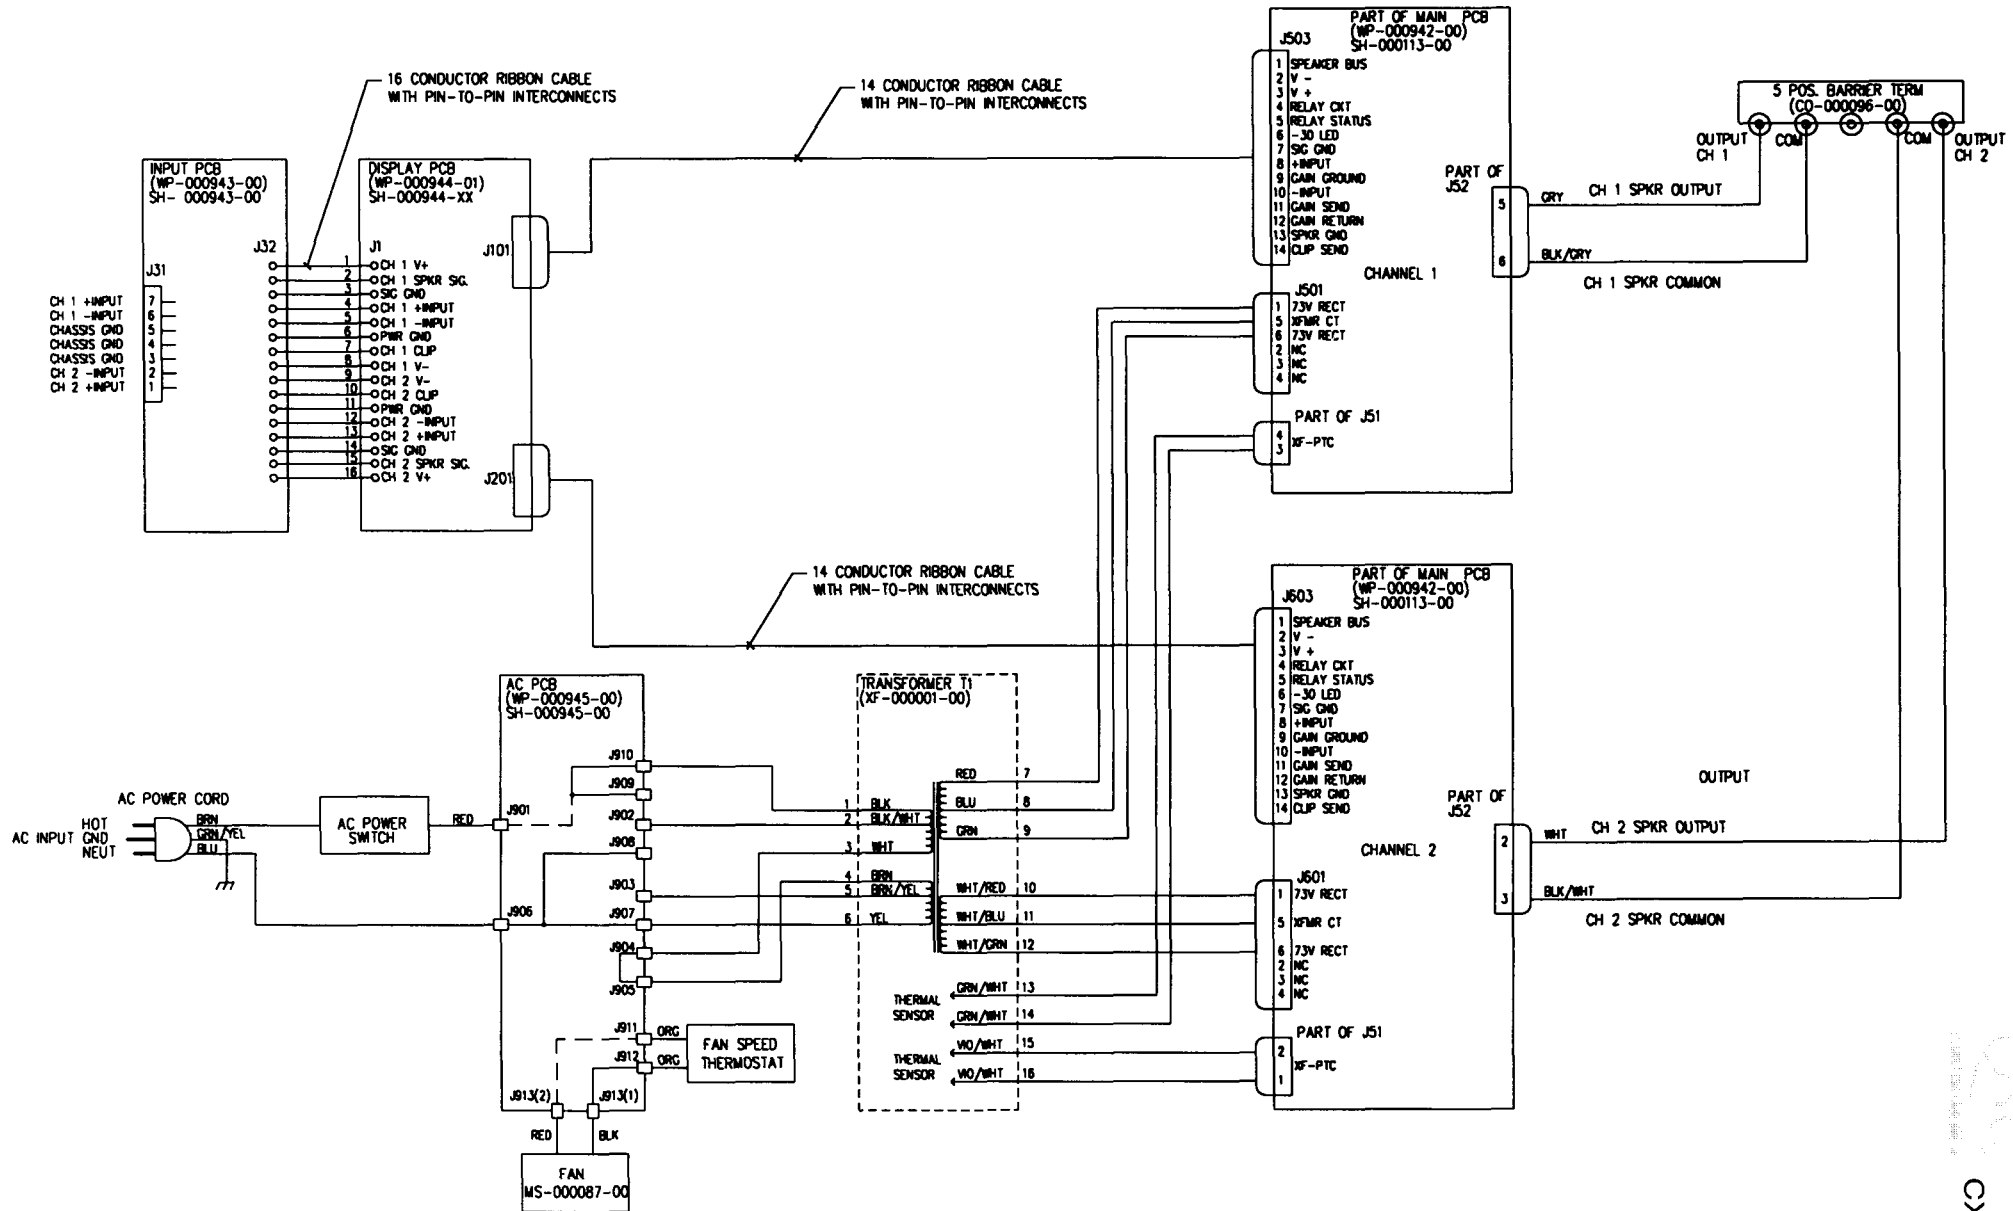 16 CONDUCTOR RIBBON CABLE
WITH PIN-TO-PIN INTERCONNECTS
14 CONDUCTOR RIBBON CABLE
WITH PIN-TO-PIN INTERCONNECTS
INPUT PCB
(WP-000943-00)
SH- 000943-00
J32
J31
CH 1 +INPUT 7
CH 1 -INPUT 6
CHASSIS GND 5
CHASSIS GND 4
CHASSIS GND 3
CH 2 -INPUT 2
CH 2 +INPUT 1
DISPLAY PCB
(WP-000944-01)
SH-000944-XX
J1
J101
J201
1 CH 1 V+
2 CH 1 SPKR SIG.
3 SIG GND
4 CH 1 +INPUT
5 CH 1 -INPUT
6 PWR GND
7 CH 1 CLIP
8 CH 1 V-
9 CH 2 V-
10 CH 2 CLIP
11 PWR GND
12 CH 2 -INPUT
13 CH 2 +INPUT
14 SIG GND
15 CH 2 SPKR SIG.
16 CH 2 V+
PART OF MAIN PCB
(WP-000942-00)
SH-000113-00
J503
1 SPEAKER BUS
2 V -
3 V +
4 RELAY CKT
5 RELAY STATUS
6 -30 LED
7 SIG GND
8 +INPUT
9 GAIN GROUND
10 -INPUT
11 GAIN SEND
12 GAIN RETURN
13 SPKR GND
14 CLIP SEND
CHANNEL 1
J501
1 73V RECT
5 XFMR CT
6 73V RECT
2 NC
3 NC
4 NC
PART OF J51
4
XF-PTC
3
PART OF
J52
5
6
GRY
CH 1 SPKR OUTPUT
BLK/GRY
CH 1 SPKR COMMON
5 POS. BARRIER TERM
(CO-000096-00)
OUTPUT
CH 1
COM
COM
OUTPUT
CH 2
14 CONDUCTOR RIBBON CABLE
WITH PIN-TO-PIN INTERCONNECTS
PART OF MAIN PCB
(WP-000942-00)
SH-000113-00
J603
1 SPEAKER BUS
2 V -
3 V +
4 RELAY CKT
5 RELAY STATUS
6 -30 LED
7 SIG GND
8 +INPUT
9 GAIN GROUND
10 -INPUT
11 GAIN SEND
12 GAIN RETURN
13 SPKR GND
14 CLIP SEND
CHANNEL 2
J601
1 73V RECT
5 XFMR CT
6 73V RECT
2 NC
3 NC
4 NC
PART OF J51
2
XF-PTC
1
PART OF
J52
2
3
OUTPUT
WHT
CH 2 SPKR OUTPUT
BLK/WHT
CH 2 SPKR COMMON
AC PCB
(WP-000945-00)
SH-000945-00
J910
J909
J901
J902
J908
J903
J906
J907
J904
J905
J911
J912
J913(2)
J913(1)
AC POWER CORD
HOT
AC INPUT GND
NEUT
BRN
GRN/YEL
BLU
AC POWER
SWITCH
RED
ORG
ORG
FAN SPEED
THERMOSTAT
RED
BLK
FAN
MS-000087-00
TRANSFORMER T1
(XF-000001-00)
1 BLK
2 BLK/WHT
3 WHT
4 BRN
5 BRN/YEL
6 YEL
RED 7
BLU 8
GRN 9
WHT/RED 10
WHT/BLU 11
WHT/GRN 12
THERMAL
SENSOR
GRN/WHT 13
GRN/WHT 14
THERMAL
SENSOR
VIO/WHT 15
VIO/WHT 16